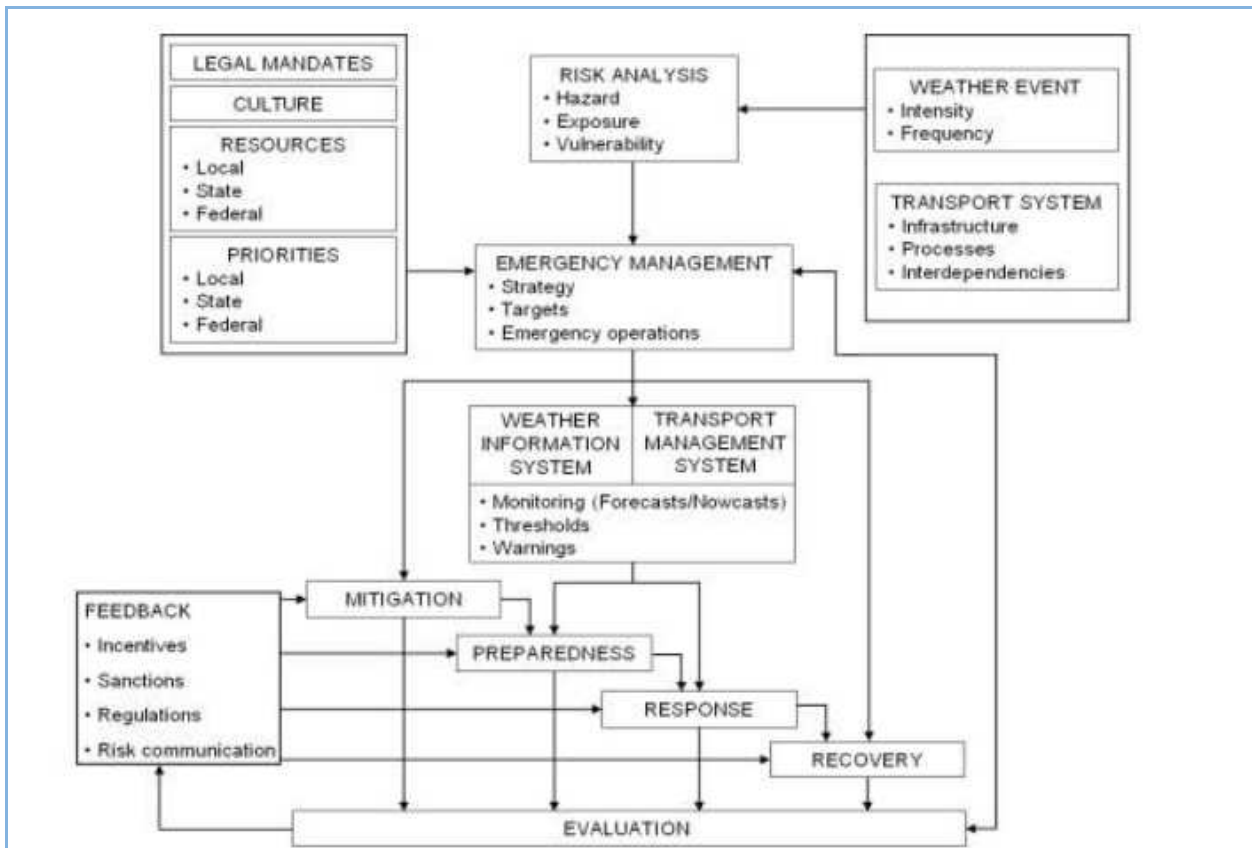 LEGAL MANDATES
CULTURE
RESOURCES
• Local
• State
• Federal
PRIORITIES
• Local
• State
• Federal
RISK ANALYSIS
• Hazard
• Exposure
• Vulnerability
WEATHER EVENT
• Intensity
• Frequency
TRANSPORT SYSTEM
• Infrastructure
• Processes
• Interdependencies
EMERGENCY MANAGEMENT
• Strategy
• Targets
• Emergency operations
WEATHER
INFORMATION
SYSTEM
TRANSPORT
MANAGEMENT
SYSTEM
• Monitoring (Forecasts/Nowcasts)
• Thresholds
• Warnings
FEEDBACK
• Incentives
• Sanctions
• Regulations
• Risk communication
MITIGATION
PREPAREDNESS
RESPONSE
RECOVERY
EVALUATION